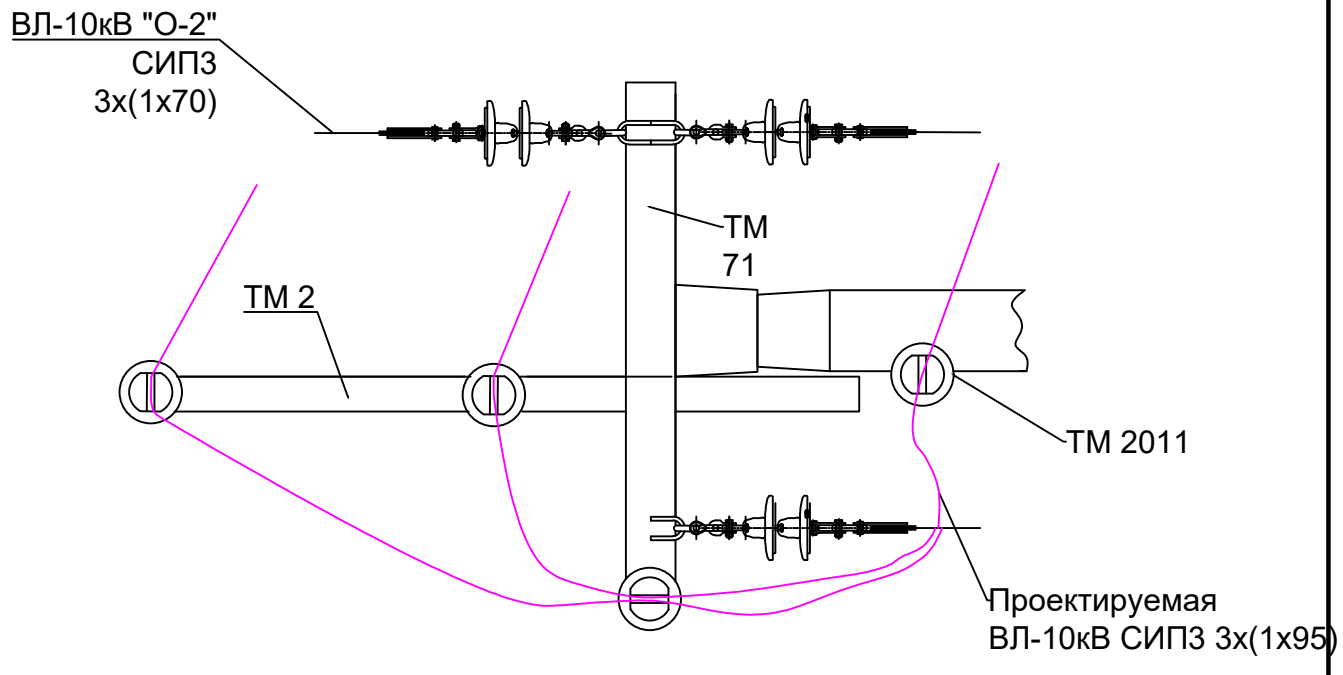 ВЛ-10кВ "О-2"
СИП3
3х(1х70)
ТМ
71
ТМ 2
ТМ 2011
Проектируемая
ВЛ-10кВ СИП3 3х(1х95)